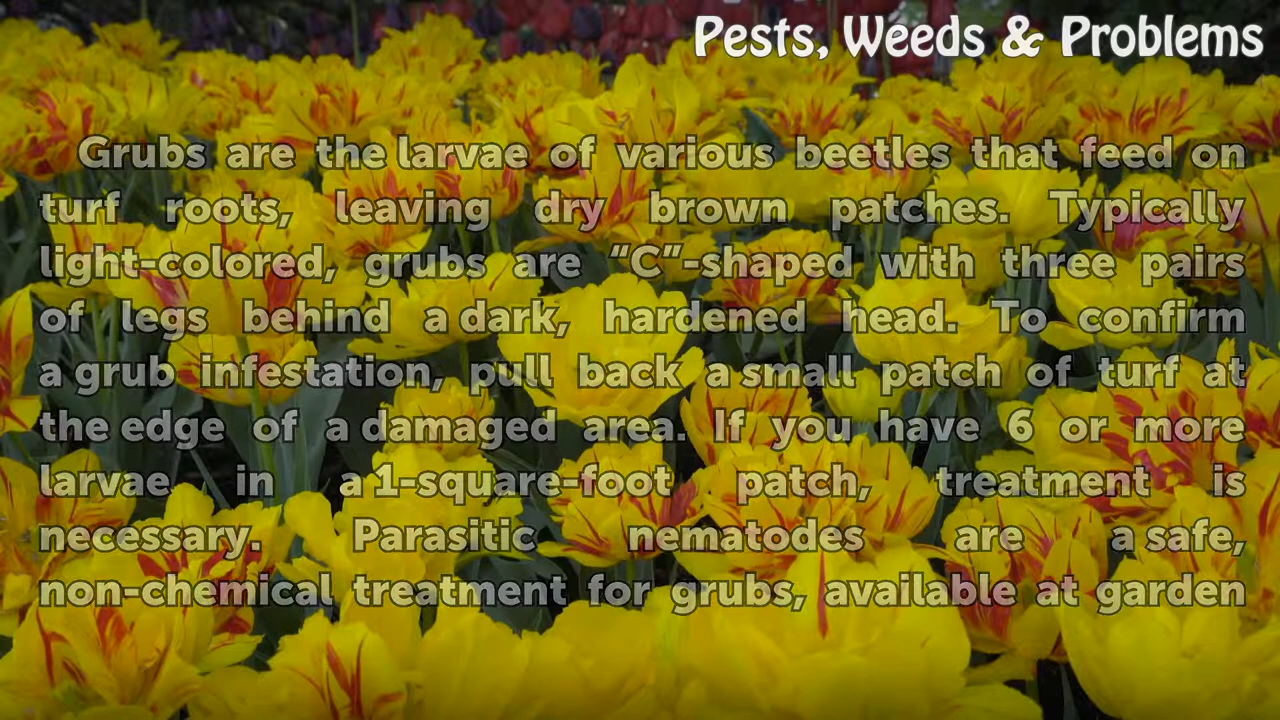 Pests, Weeds & Problems
Grubs are the larvae of various beetles that feed on
turf roots, leaving dry brown patches. Typically
light-colored, grubs are “C”-shaped with three pairs
of legs behind a dark, hardened head. To confirm
a grub infestation, pull back a small patch of turf at
the edge of a damaged area. If you have 6 or more
larvae in a 1-square-foot patch, treatment is
necessary. Parasitic nematodes are a safe,
non-chemical treatment for grubs, available at garden